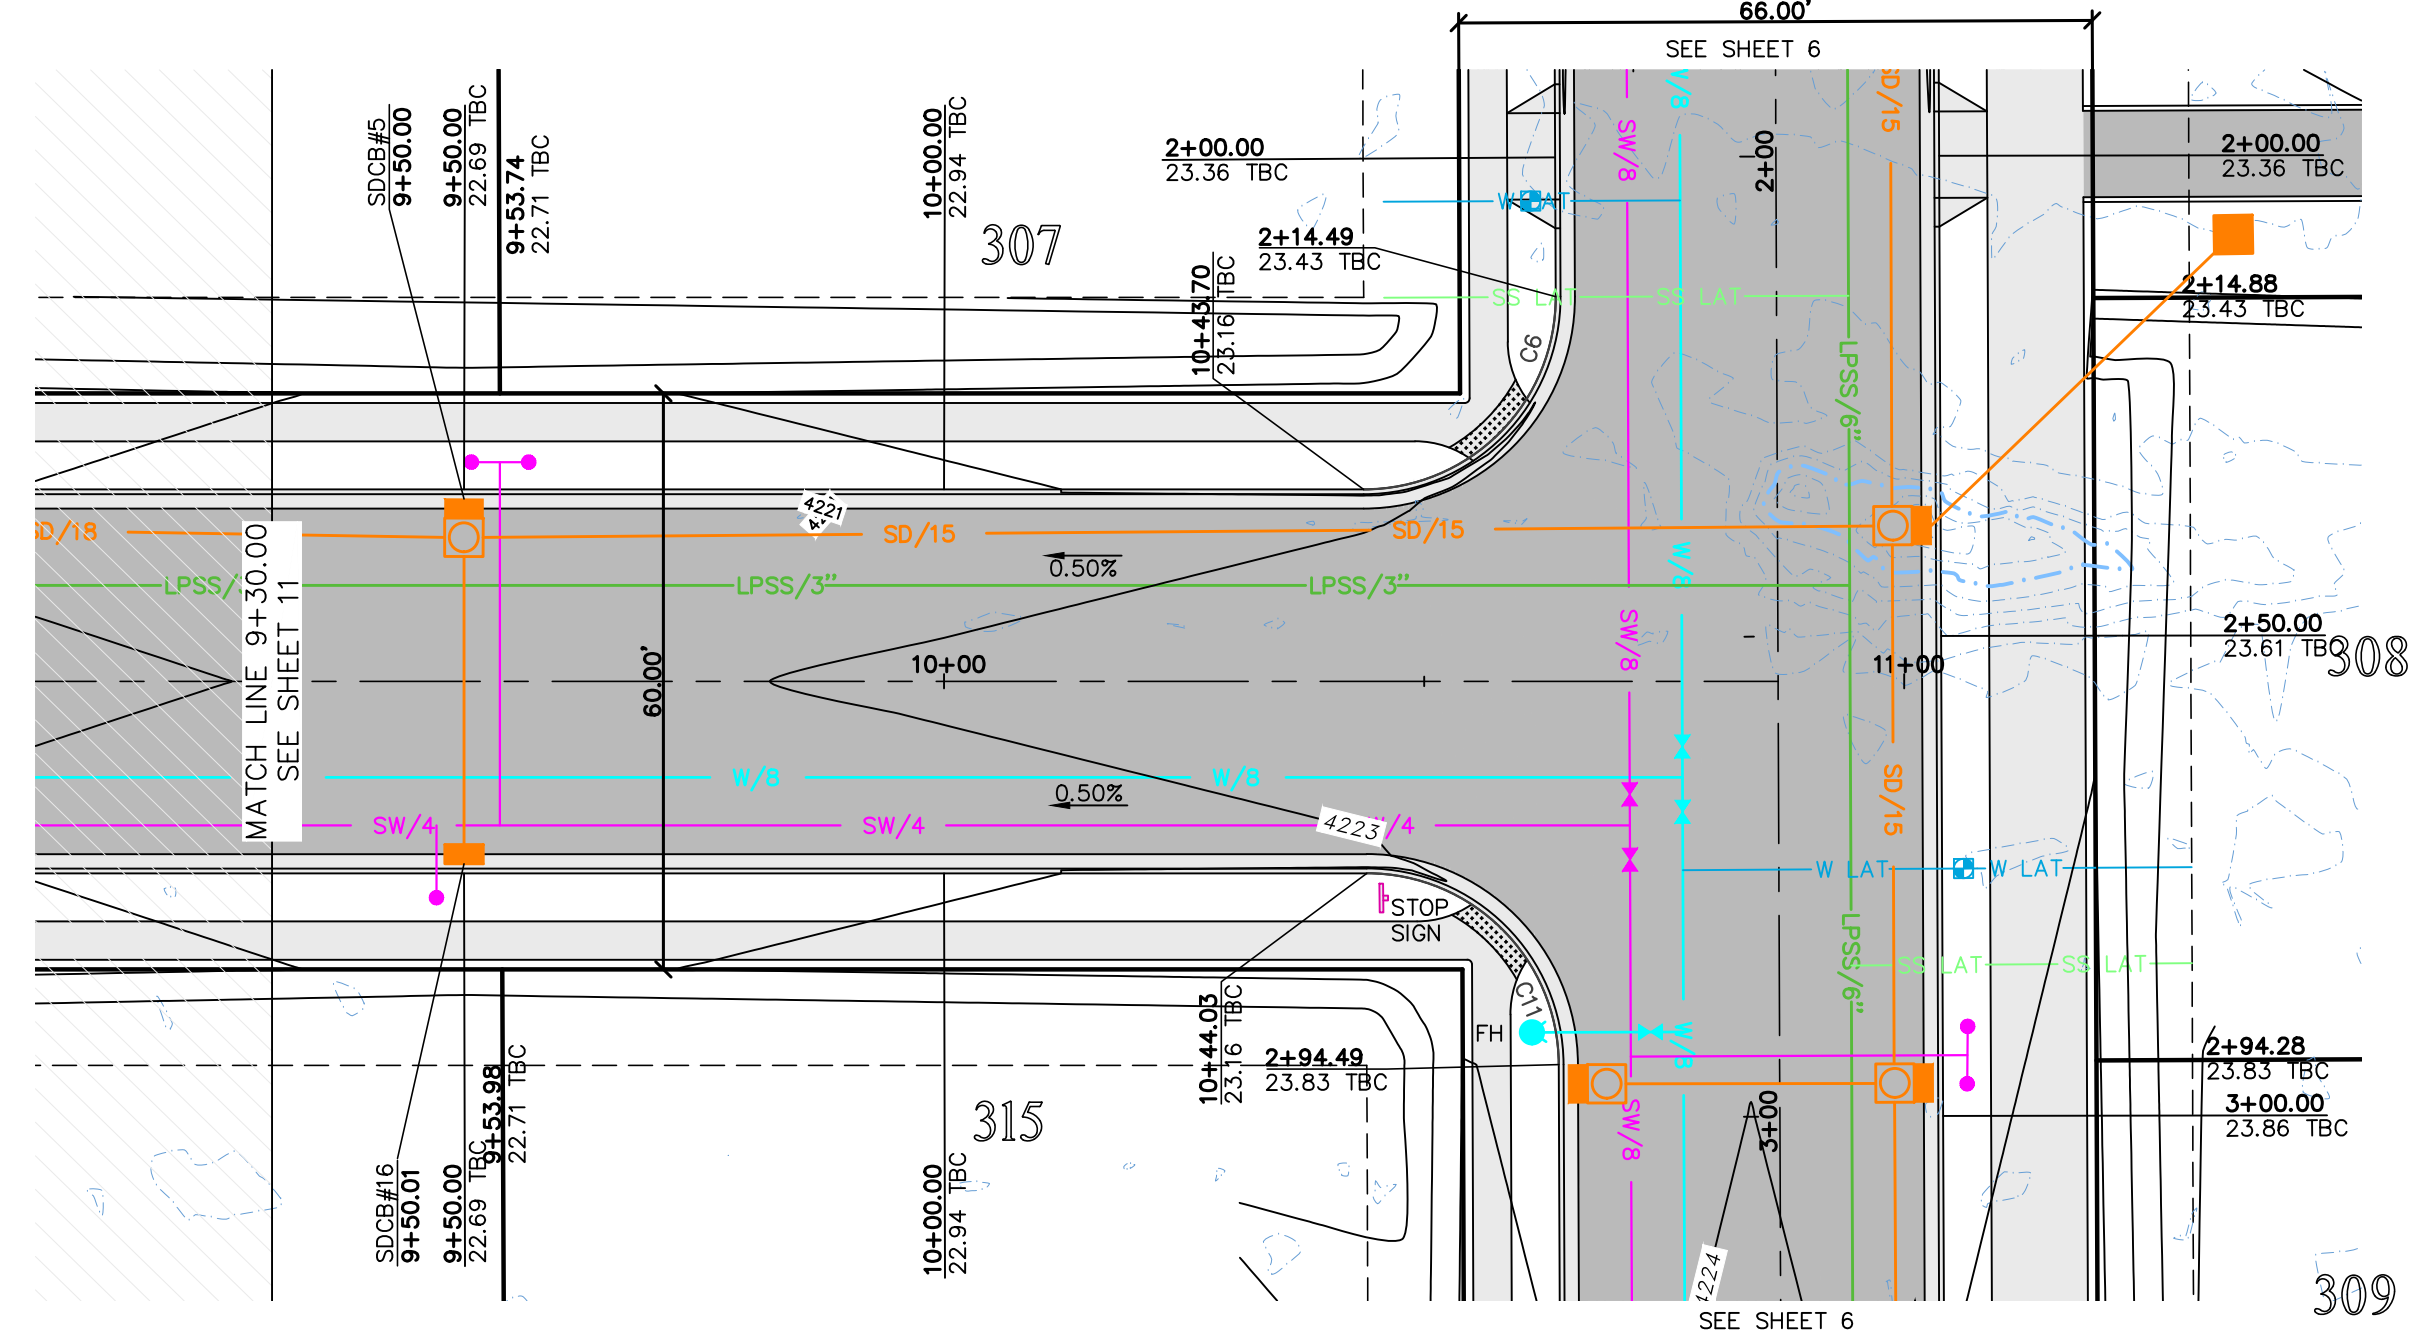 66.00'
SEE SHEET 6
SDCB#5
9+50.00
9+50.00
22.69 TBC
9+53.74
22.71 TBC
10+00.00
22.94 TBC
2+00.00
23.36 TBC
307
2+14.49
23.43 TBC
10+43.70
23.16 TBC
W/8
SW/8
SD/15
2+00
W LAT
SS LAT
SS LAT
2+00.00
23.36 TBC
2+14.88
23.43 TBC
C6
LPSS/6"
SD/18
4221
SD/15
SD/15
0.50%
LPSS/3"
LPSS/3"
LPSS/3"
W/8
SW/8
MATCH LINE 9+30.00
SEE SHEET 11
60.00'
10+00
11+00
2+50.00
23.61 TBC
308
W/8
W/8
0.50%
SW/4
SW/4
4223
SD/15
W LAT
W LAT
STOP
SIGN
C11
FH
LPSS/6"
SS LAT
SS LAT
W/8
10+44.03
23.16 TBC
2+94.49
23.83 TBC
2+94.28
23.83 TBC
3+00.00
23.86 TBC
SDCB#16
9+50.01
9+50.00
22.69 TBC
9+53.98
22.71 TBC
10+00.00
22.94 TBC
315
SW/8
3+00
4224
309
SEE SHEET 6